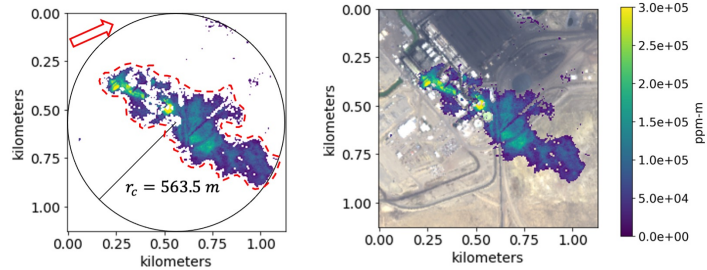 0.00
0.25
0.50
0.75
1.00
kilometers
r_c = 563.5 m
0.00 0.25 0.50 0.75 1.00
kilometers
0.00
0.25
0.50
0.75
1.00
kilometers
0.00 0.25 0.50 0.75 1.00
kilometers
3.0e+05
2.5e+05
2.0e+05
1.5e+05
1.0e+05
5.0e+04
0.0e+00
ppm-m